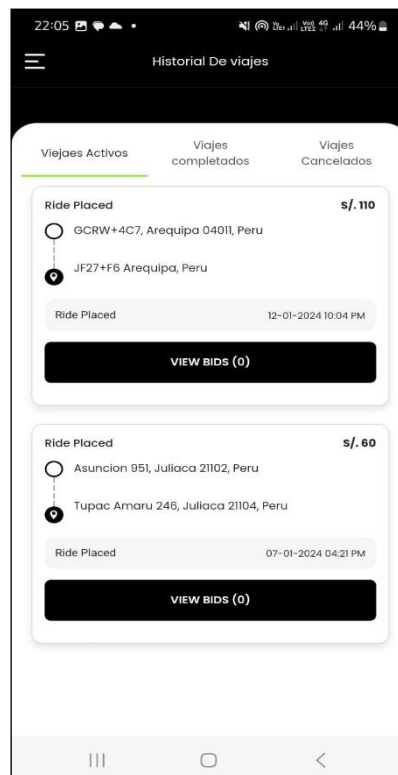 22:05 44%
Historial De viajes
Viejaes Activos
Viajes
completados
Viajes
Cancelados
Ride Placed S/. 110
GCRW+4C7, Arequipa 04011, Peru
JF27+F6 Arequipa, Peru
Ride Placed 12-01-2024 10:04 PM
VIEW BIDS (0)
Ride Placed S/. 60
Asuncion 951, Juliaca 21102, Peru
Tupac Amaru 246, Juliaca 21104, Peru
Ride Placed 07-01-2024 04:21 PM
VIEW BIDS (0)